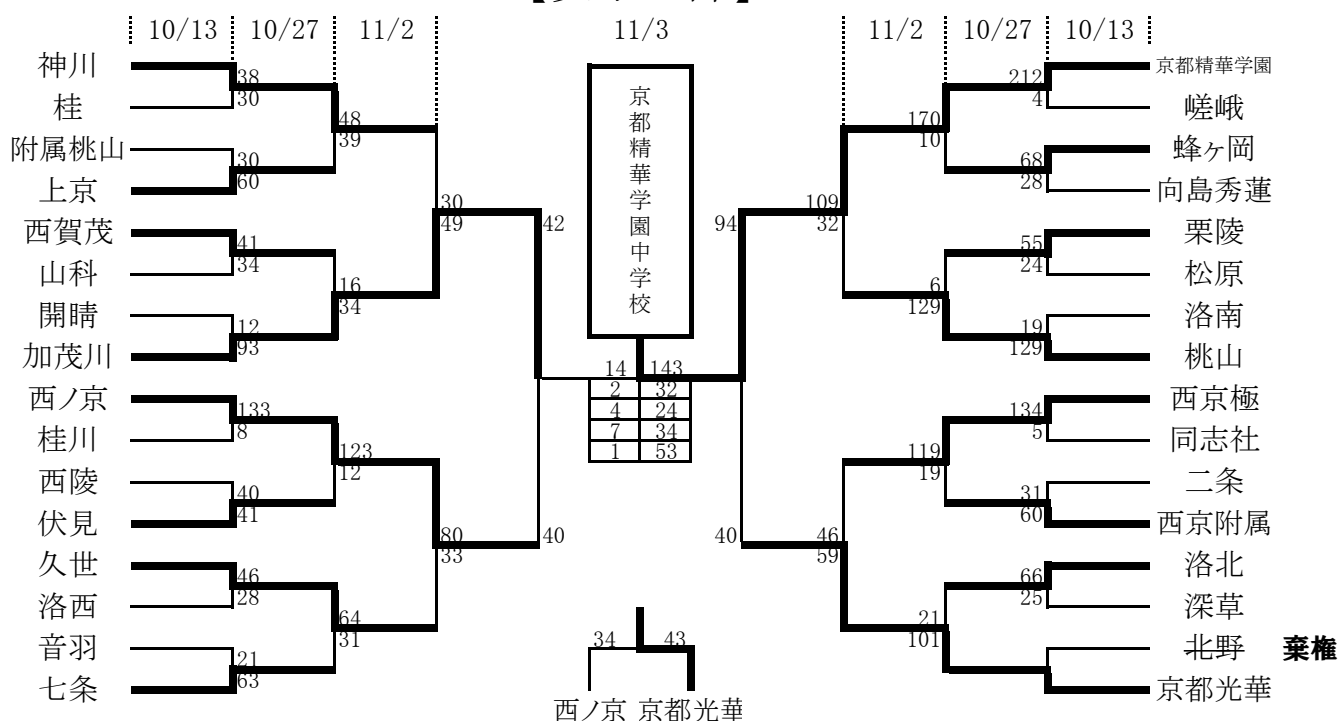 10/13 10/27 11/2 11/3 11/2 10/27 10/13
神川
38
30
桂
48
39
附属桃山
30
60
上京
30
49
西賀茂
41
34
山科
16
34
開睛
12
93
加茂川
42
西ノ京
133
8
桂川
123
12
西陵
40
41
伏見
80
33
久世
46
28
洛西
64
31
音羽
21
63
七条
40
京都精華学園中学校
14 143
2 32
4 24
7 34
1 53
34 43
西ノ京 京都光華
94
40
京都精華学園
212
4
嵯峨
170
10
蜂ヶ岡
68
28
向島秀蓮
109
32
栗陵
55
24
松原
6
129
洛南
19
129
桃山
西京極
134
5
同志社
119
19
二条
31
60
西京附属
46
59
洛北
66
25
深草
21
101
北野 棄権
京都光華